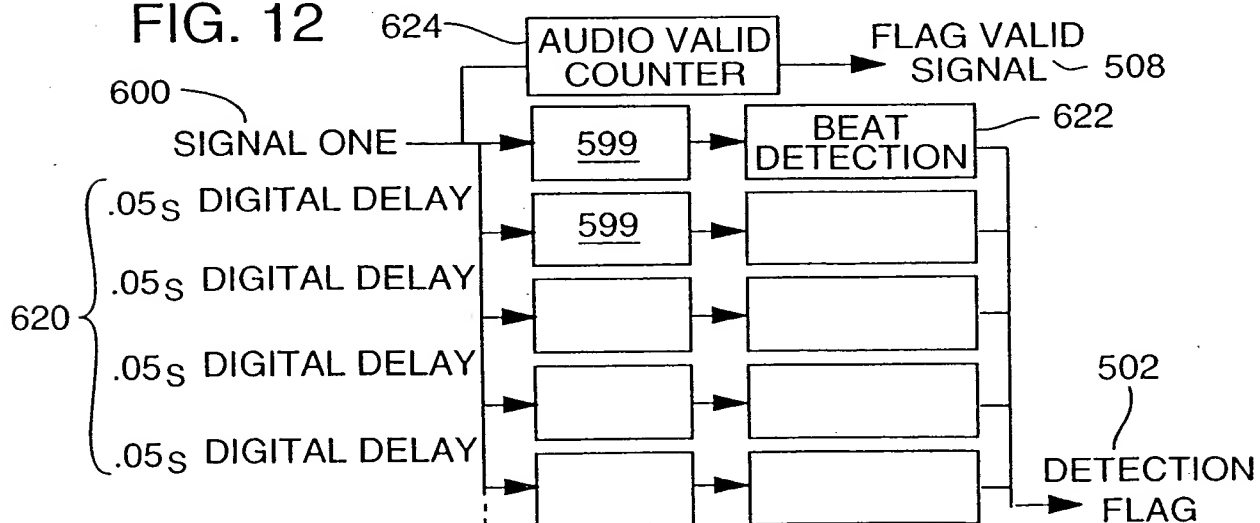 FIG. 12
624
AUDIO VALID
COUNTER
FLAG VALID
SIGNAL 508
600
SIGNAL ONE
599
BEAT
DETECTION
622
.05s DIGITAL DELAY
599
.05s DIGITAL DELAY
620
.05s DIGITAL DELAY
502
.05s DIGITAL DELAY
DETECTION
FLAG